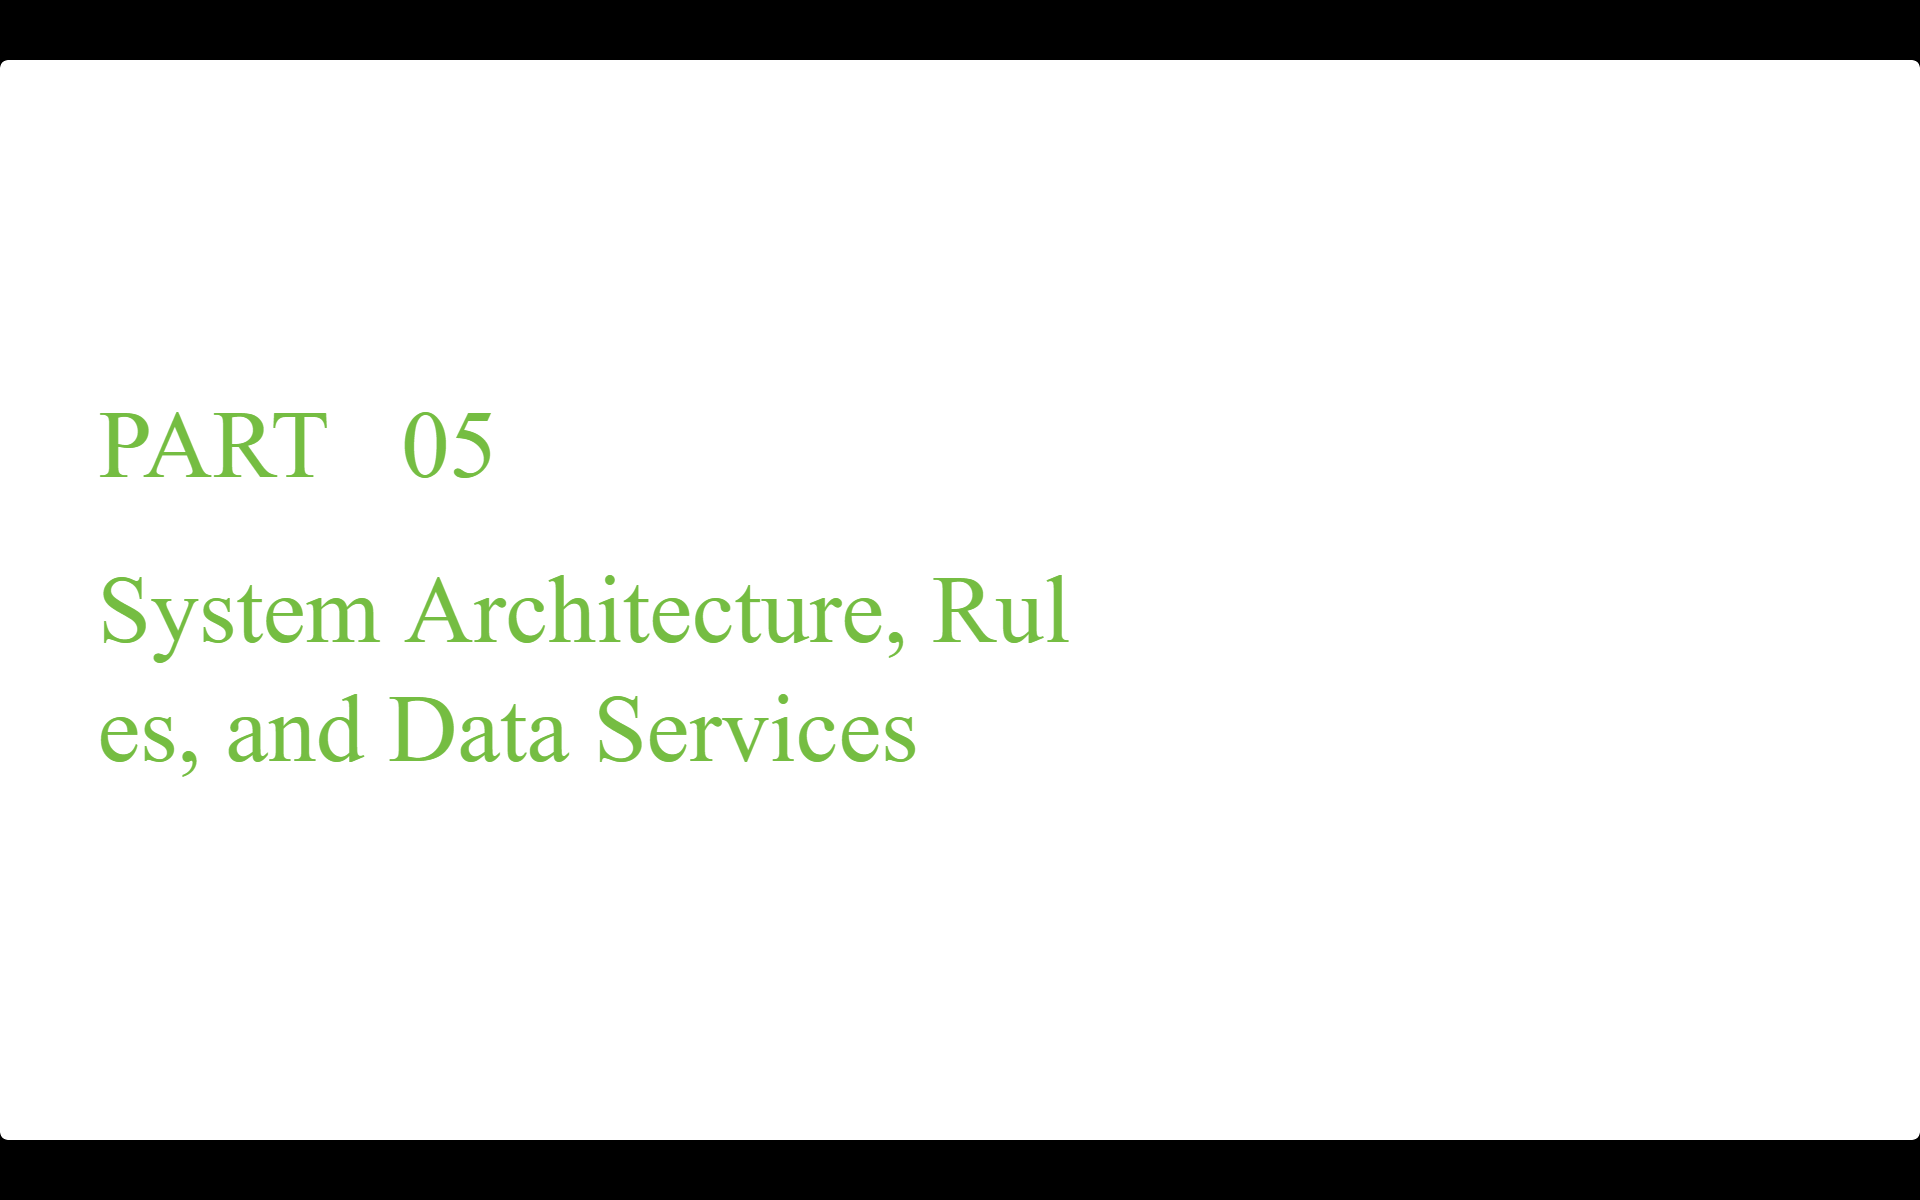 PART 05
System Architecture, Rul
es, and Data Services